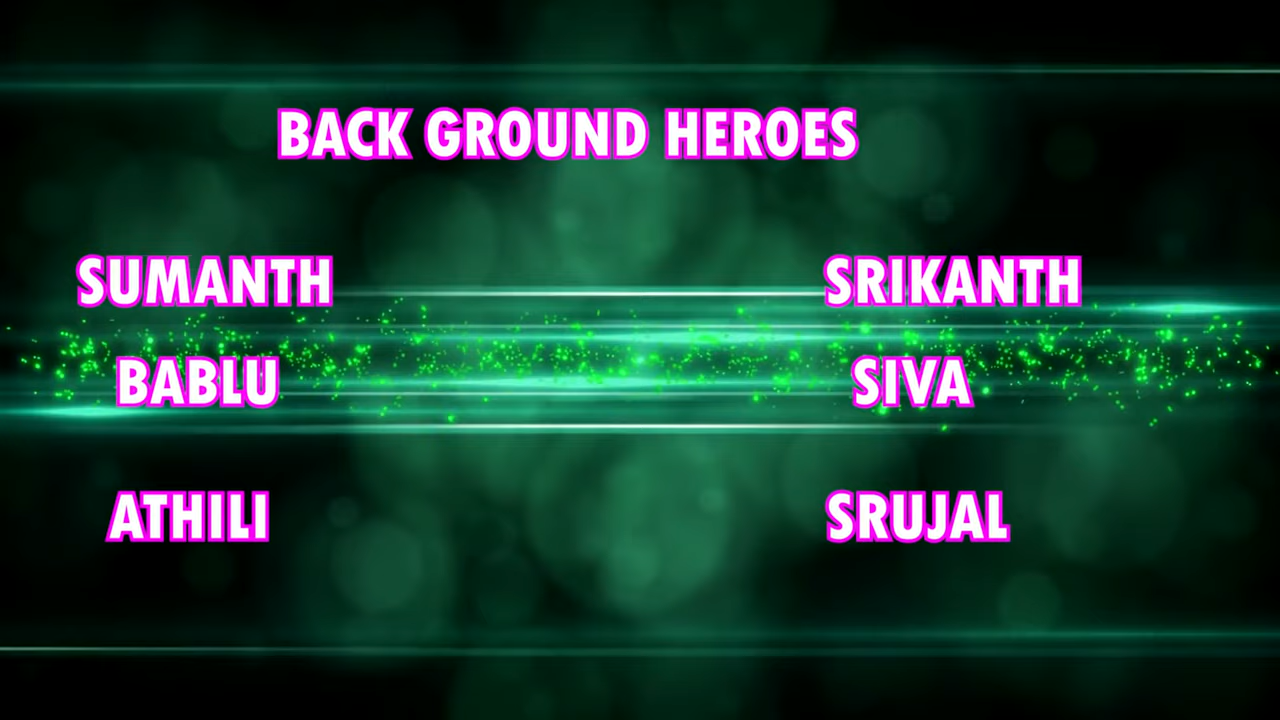 BACK GROUND HEROES
SUMANTH SRIKANTH
BABLU SIVA
ATHILI SRUJAL